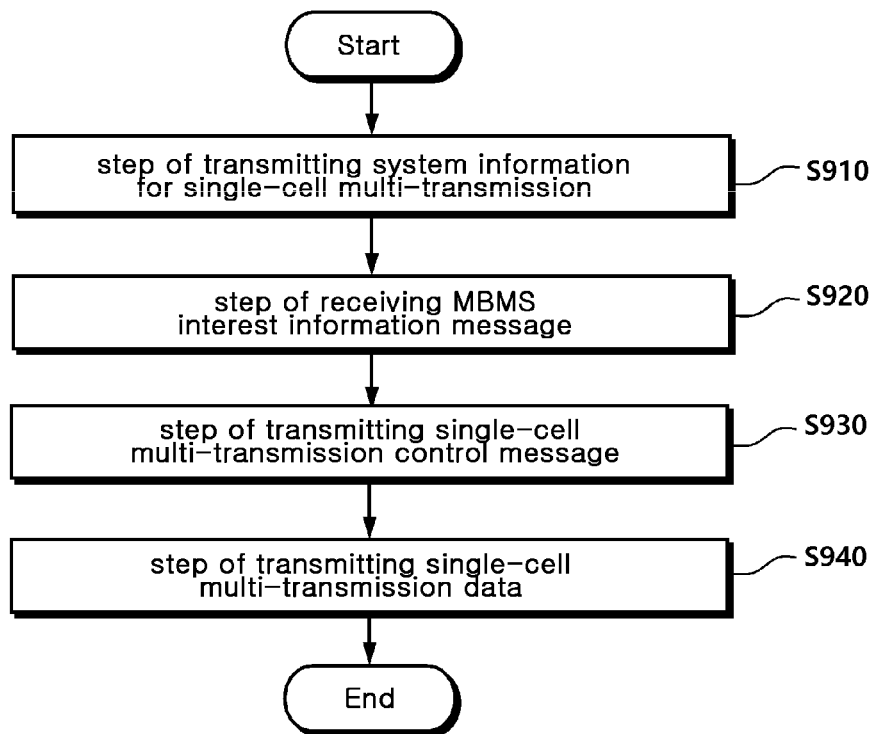 Start
step of transmitting system information
for single-cell multi-transmission
S910
step of receiving MBMS
interest information message
S920
step of transmitting single-cell
multi-transmission control message
S930
step of transmitting single-cell
multi-transmission data
S940
End